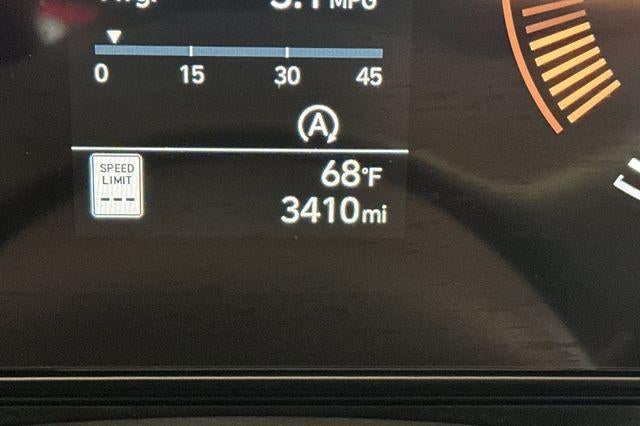 MPG
0 15 30 45
A
SPEED
LIMIT
---
68°F
3410mi